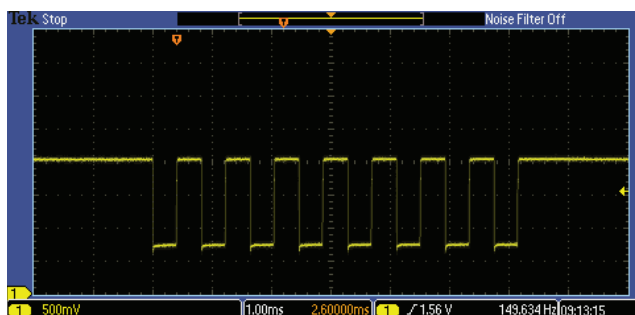 Tek Stop Noise Filter Off
T
T
1
1 500mV 1.00ms 2.60000ms 1 1.56 V 149.634 Hz 09:13:15